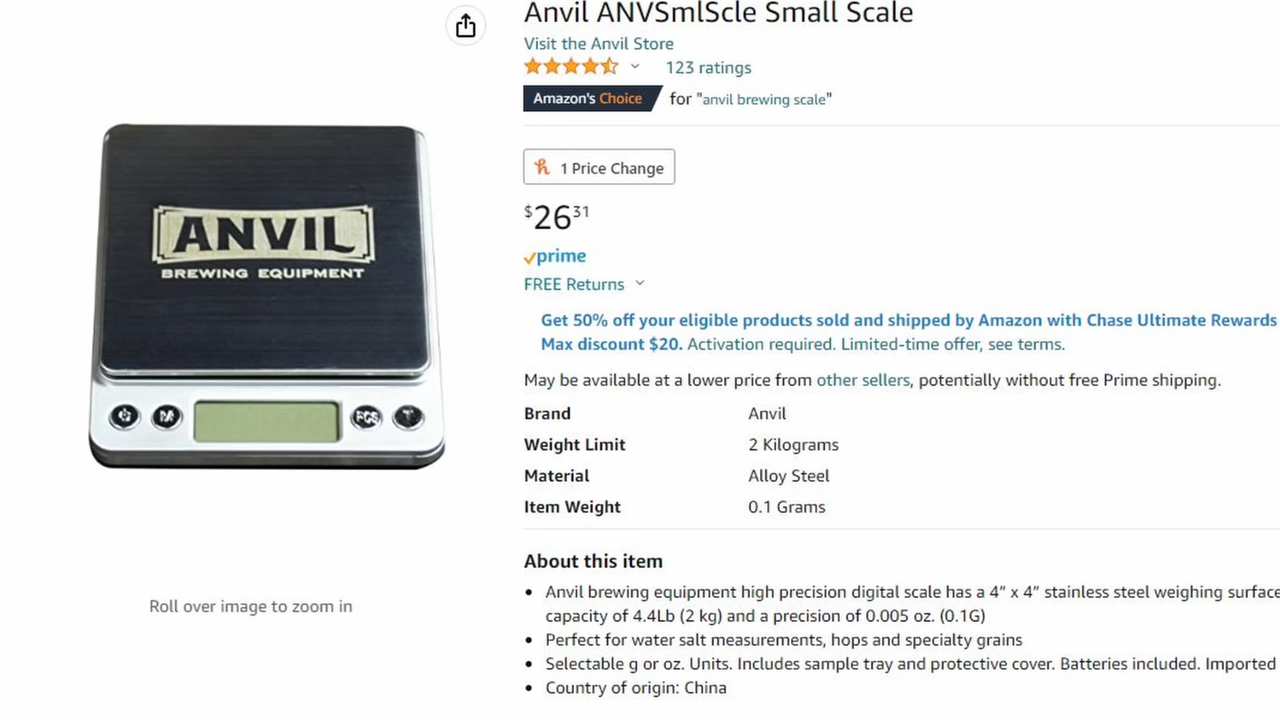 Anvil ANVSmlScle Small Scale
Visit the Anvil Store
123 ratings
Amazon's Choice for "anvil brewing scale"
1 Price Change
$26 31
prime
FREE Returns
Get 50% off your eligible products sold and shipped by Amazon with Chase Ultimate Rewards
Max discount $20. Activation required. Limited-time offer, see terms.
May be available at a lower price from other sellers, potentially without free Prime shipping.
Brand Anvil
Weight Limit 2 Kilograms
Material Alloy Steel
Item Weight 0.1 Grams
About this item
• Anvil brewing equipment high precision digital scale has a 4” x 4” stainless steel weighing surface
capacity of 4.4Lb (2 kg) and a precision of 0.005 oz. (0.1G)
• Perfect for water salt measurements, hops and specialty grains
• Selectable g or oz. Units. Includes sample tray and protective cover. Batteries included. Imported
• Country of origin: China
ANVIL
BREWING EQUIPMENT
M PCS T
Roll over image to zoom in